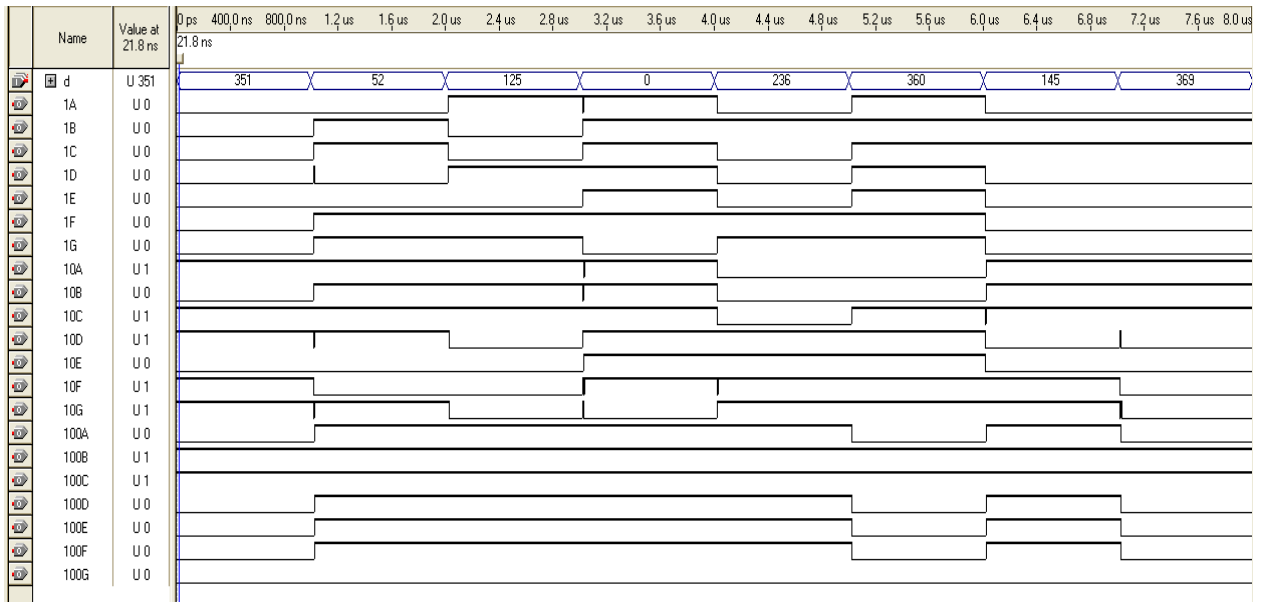 Name Value at 21.8 ns 0 ps 400.0 ns 800.0 ns 1.2 us 1.6 us 2.0 us 2.4 us 2.8 us 3.2 us 3.6 us 4.0 us 4.4 us 4.8 us 5.2 us 5.6 us 6.0 us 6.4 us 6.8 us 7.2 us 7.6 us 8.0 us
21.8 ns
d U 351 351 52 125 0 236 360 145 369
1A U 0
1B U 0
1C U 0
1D U 0
1E U 0
1F U 0
1G U 0
10A U 1
10B U 0
10C U 1
10D U 1
10E U 0
10F U 1
10G U 1
100A U 0
100B U 1
100C U 1
100D U 0
100E U 0
100F U 0
100G U 0